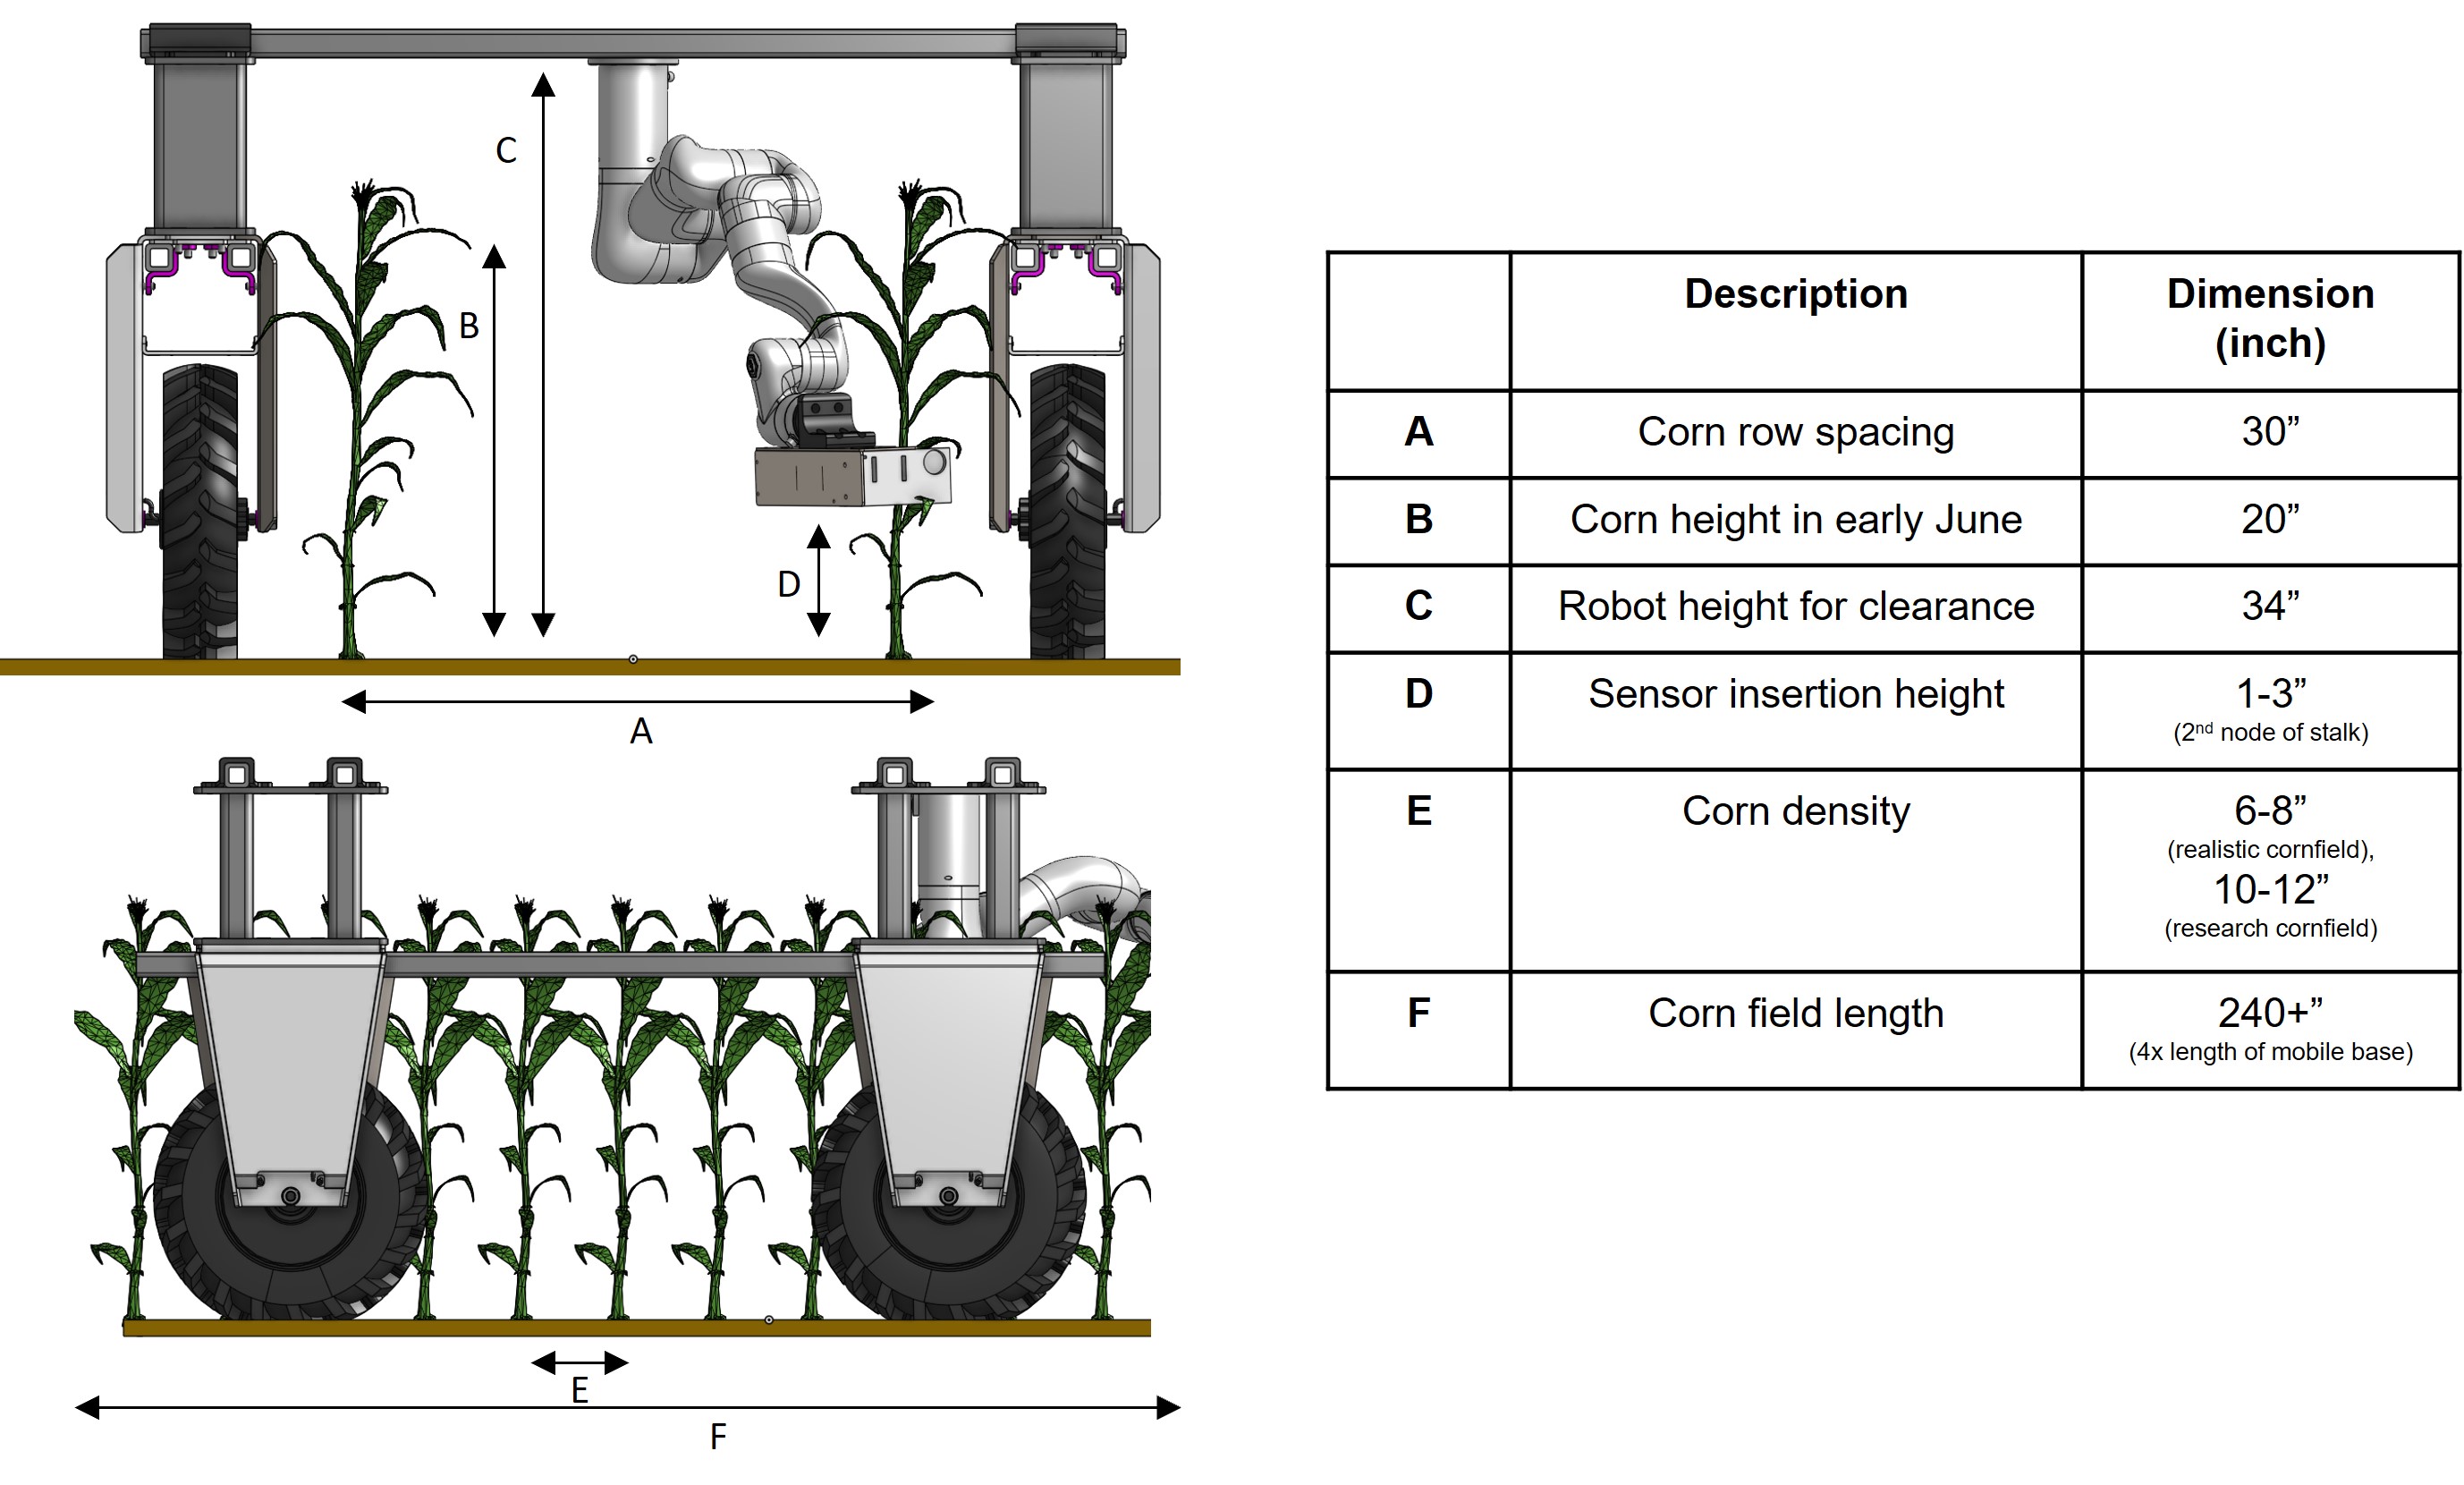 C
B
D
A
E
F
Description
Dimension
(inch)
A
Corn row spacing
30”
B
Corn height in early June
20”
C
Robot height for clearance
34”
D
Sensor insertion height
1-3”
(2nd node of stalk)
E
Corn density
6-8”
(realistic cornfield),
10-12”
(research cornfield)
F
Corn field length
240+”
(4x length of mobile base)